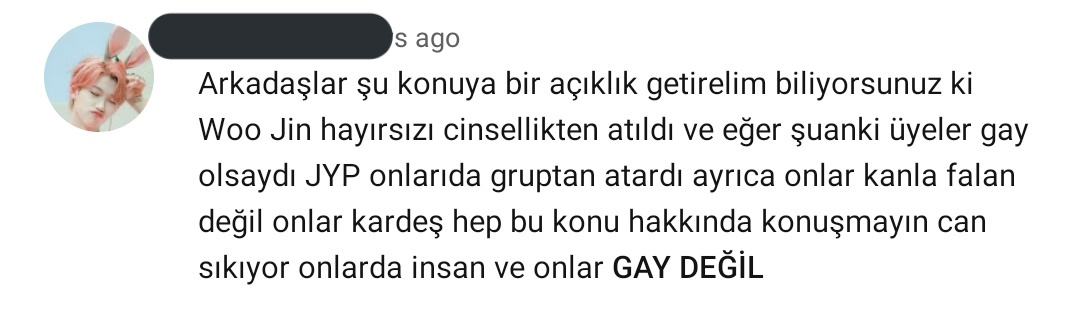 s ago
Arkadaşlar şu konuya bir açıklık getirelim biliyorsunuz ki
Woo Jin hayırsızı cinsellikten atıldı ve eğer şuanki üyeler gay
olsaydı JYP onlarıda gruptan atardı ayrıca onlar kanla falan
değil onlar kardeş hep bu konu hakkında konuşmayın can
sıkıyor onlarda insan ve onlar GAY DEĞİL